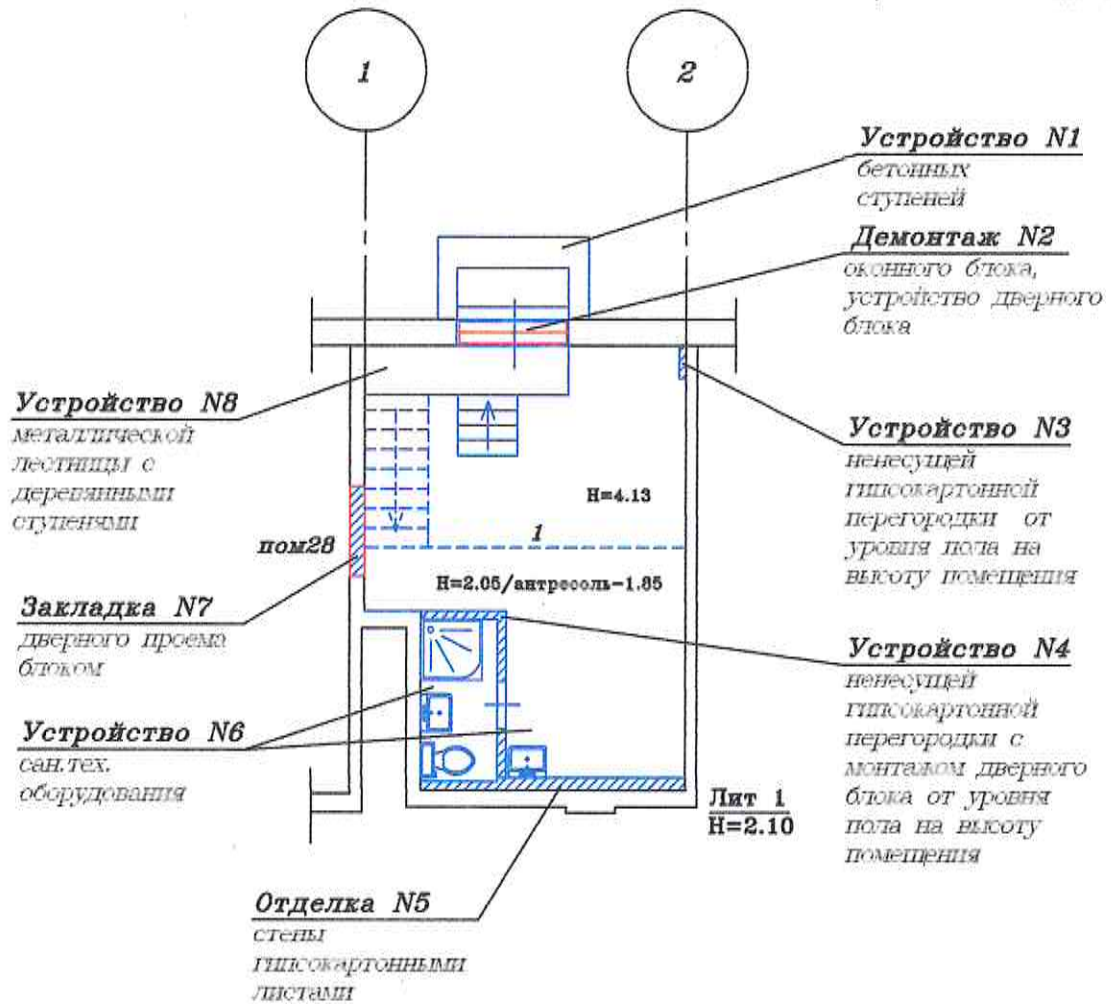 1
2
Устройство N1
бетонных
ступеней
Демонтаж N2
оконного блока,
устройство дверного
блока
Устройство N8
металлической
лестницы с
деревянными
ступенями
Устройство N3
ненесущей
гипсокартонной
перегородки от
уровня пола на
высоту помещения
H=4.13
пом28
1
H=2.05/антресоль-1.85
Закладка N7
дверного проема
блоком
Устройство N4
ненесущей
гипсокартонной
перегородки с
монтажом дверного
блока от уровня
пола на высоту
помещения
Устройство N6
сан.тех.
оборудования
Лит 1
H=2.10
Отделка N5
стены
гипсокартонными
листами